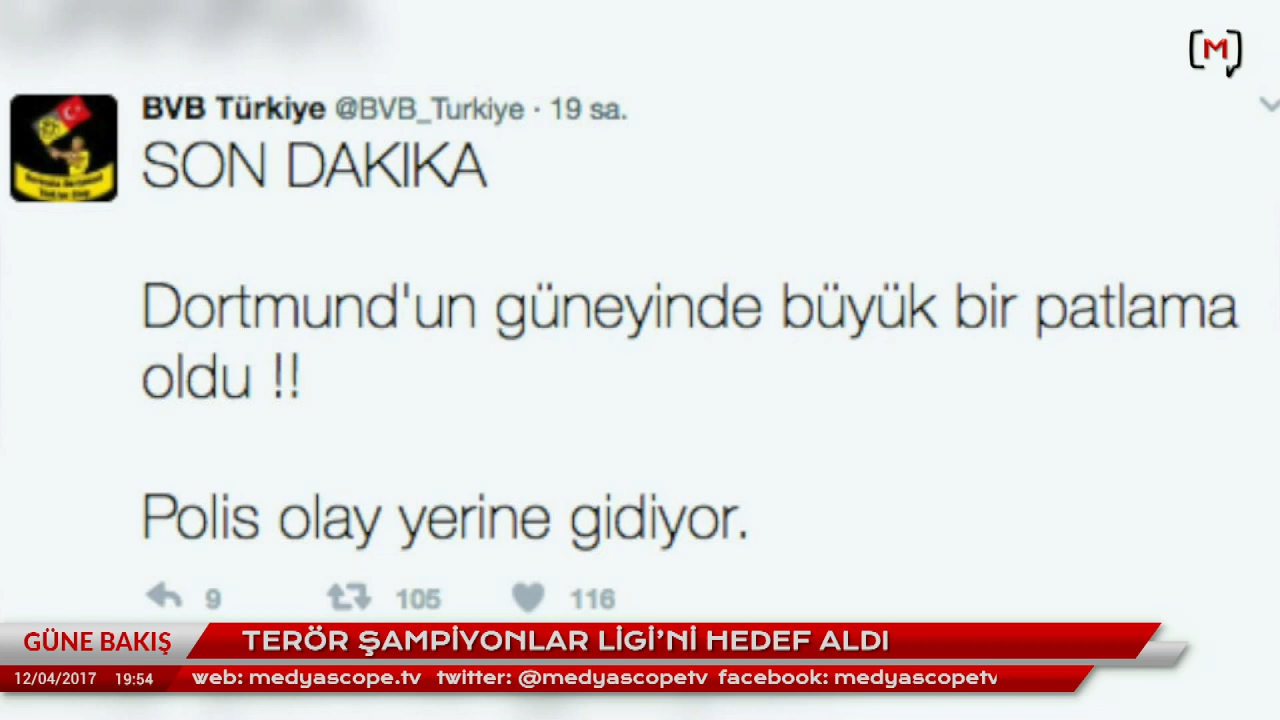 [M]
BVB Türkiye @BVB_Turkiye · 19 sa.
SON DAKIKA
Dortmund'un güneyinde büyük bir patlama
oldu !!
Polis olay yerine gidiyor.
9 105 116
GÜNE BAKIŞ
TERÖR ŞAMPİYONLAR LİGİ'Nİ HEDEF ALDI
12/04/2017 19:54
web: medyascope.tv twitter: @medyascopetv facebook: medyascopetv